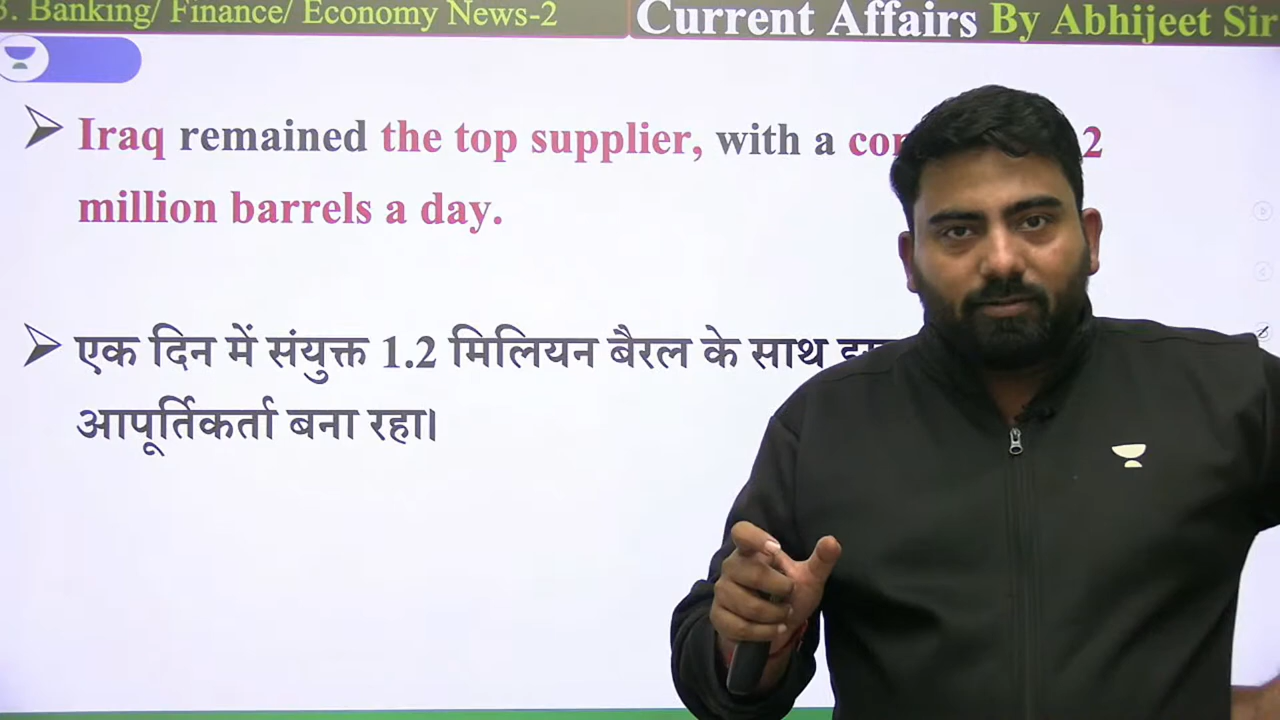 3. Banking/ Finance/ Economy News-2
Current Affairs By Abhijeet Sir
Iraq remained the top supplier, with a 2
million barrels a day.
एक दिन में संयुक्त 1.2 मिलियन बैरल के साथ
आपूर्तिकर्ता बना रहा।